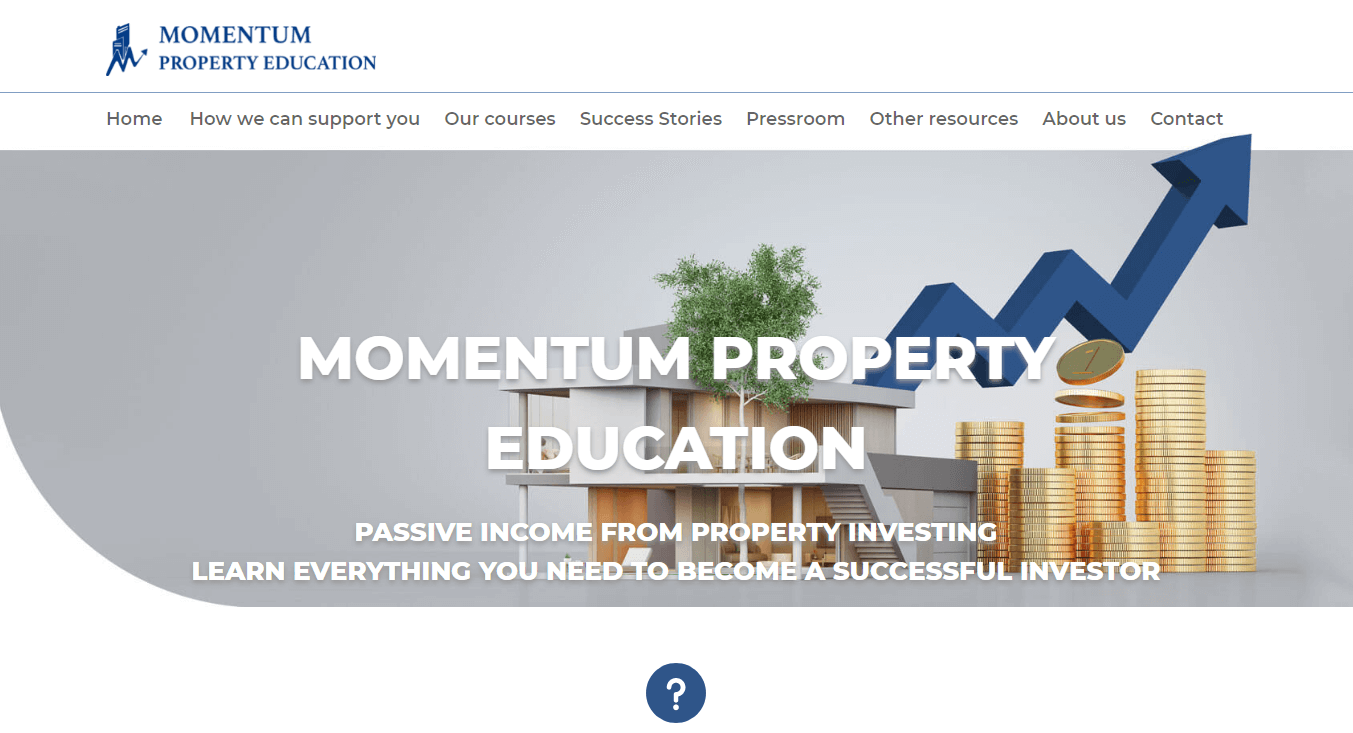 MOMENTUM
PROPERTY EDUCATION
Home How we can support you Our courses Success Stories Pressroom Other resources About us Contact
MOMENTUM PROPERTY
EDUCATION
PASSIVE INCOME FROM PROPERTY INVESTING
LEARN EVERYTHING YOU NEED TO BECOME A SUCCESSFUL INVESTOR
1
?